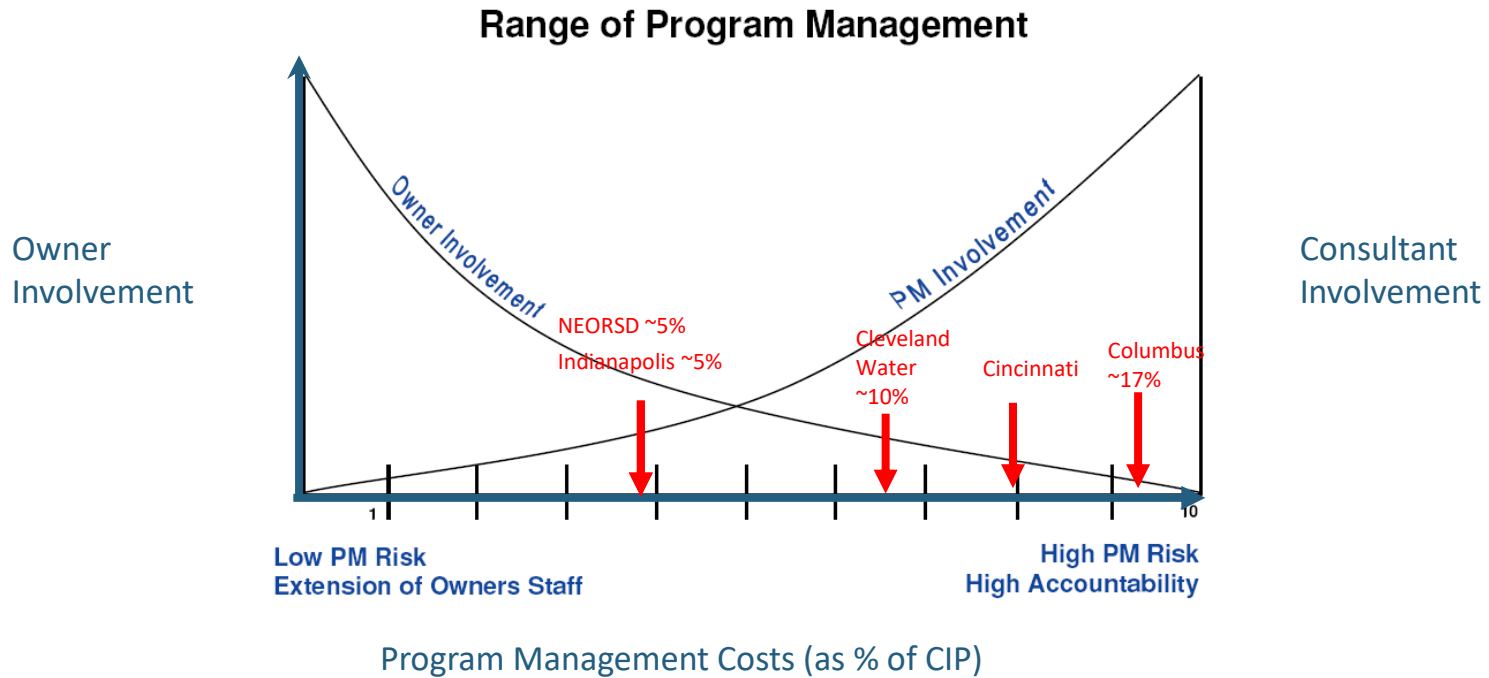 Range of Program Management
Owner
Involvement
Owner Involvement
PM Involvement
Consultant
Involvement
NEORSD ~5%
Indianapolis ~5%
Cleveland
Water
~10%
Cincinnati
Columbus
~17%
1
10
Low PM Risk
Extension of Owners Staff
High PM Risk
High Accountability
Program Management Costs (as % of CIP)